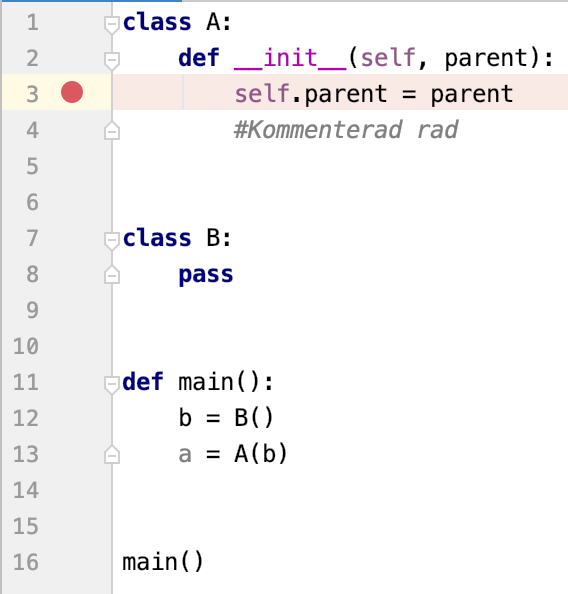 1 class A:
2 def __init__(self, parent):
3 self.parent = parent
4 #Kommenterad rad
5
6
7 class B:
8 pass
9
10
11 def main():
12 b = B()
13 a = A(b)
14
15
16 main()